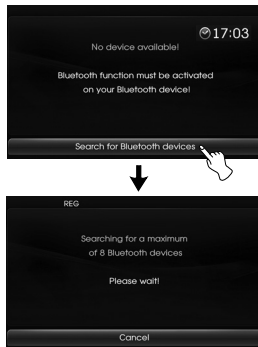 17:03
No device available!
Bluetooth function must be activated
on your Bluetooth device!
Search for Bluetooth devices
REG
Searching for a maximum
of 8 Bluetooth devices
Please wait!
Cancel